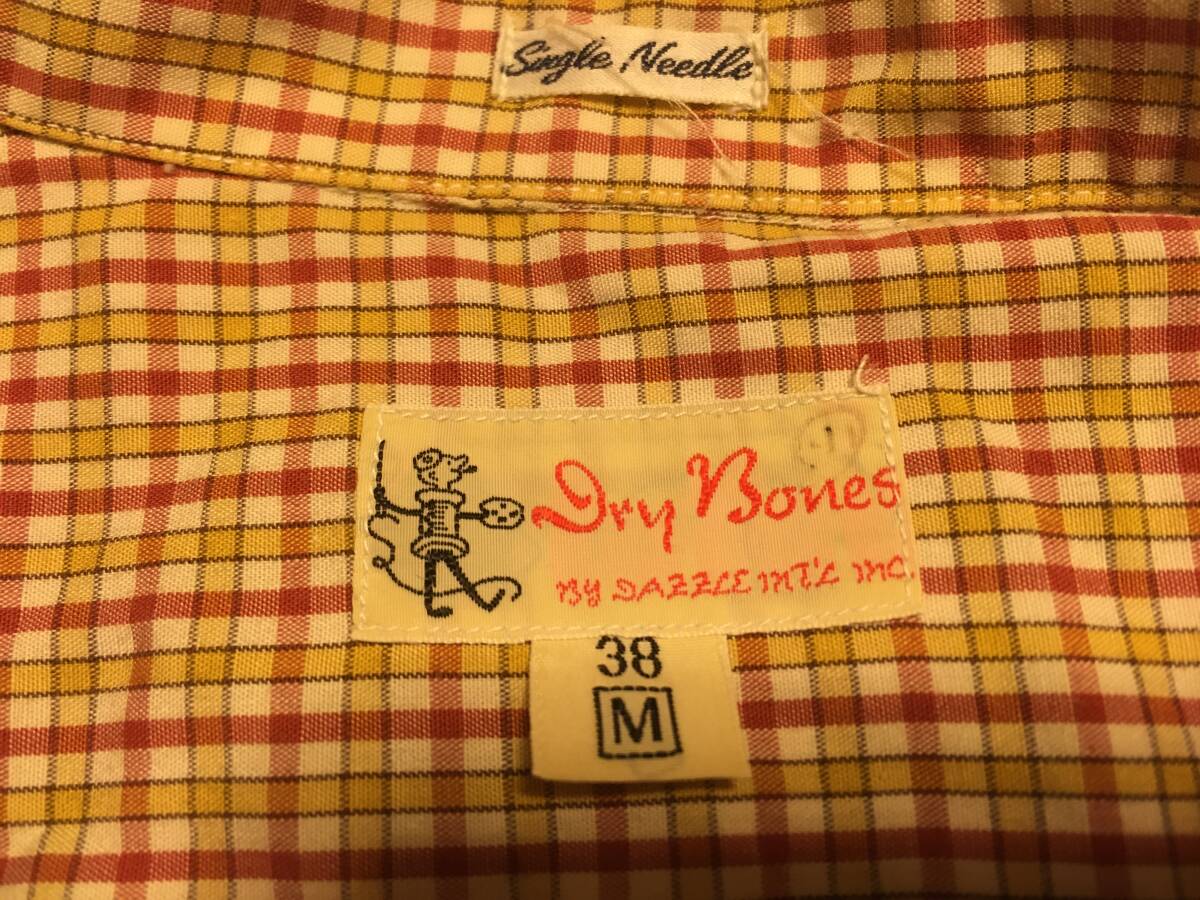 Single Needle
Dry Bones
BY DAZZLE INT'L INC
38
M